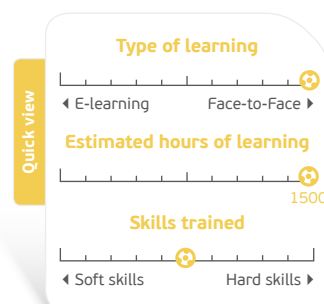 Quick view
Type of learning
E-learning Face-to-Face
Estimated hours of learning
1500
Skills trained
Soft skills Hard skills